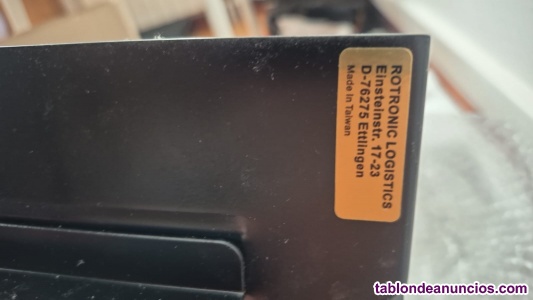 ROTRONIC LOGISTICS
Einsteinstr. 17-23
D-76275 Ettlingen
Made in Taiwan
tablondeanuncios.com